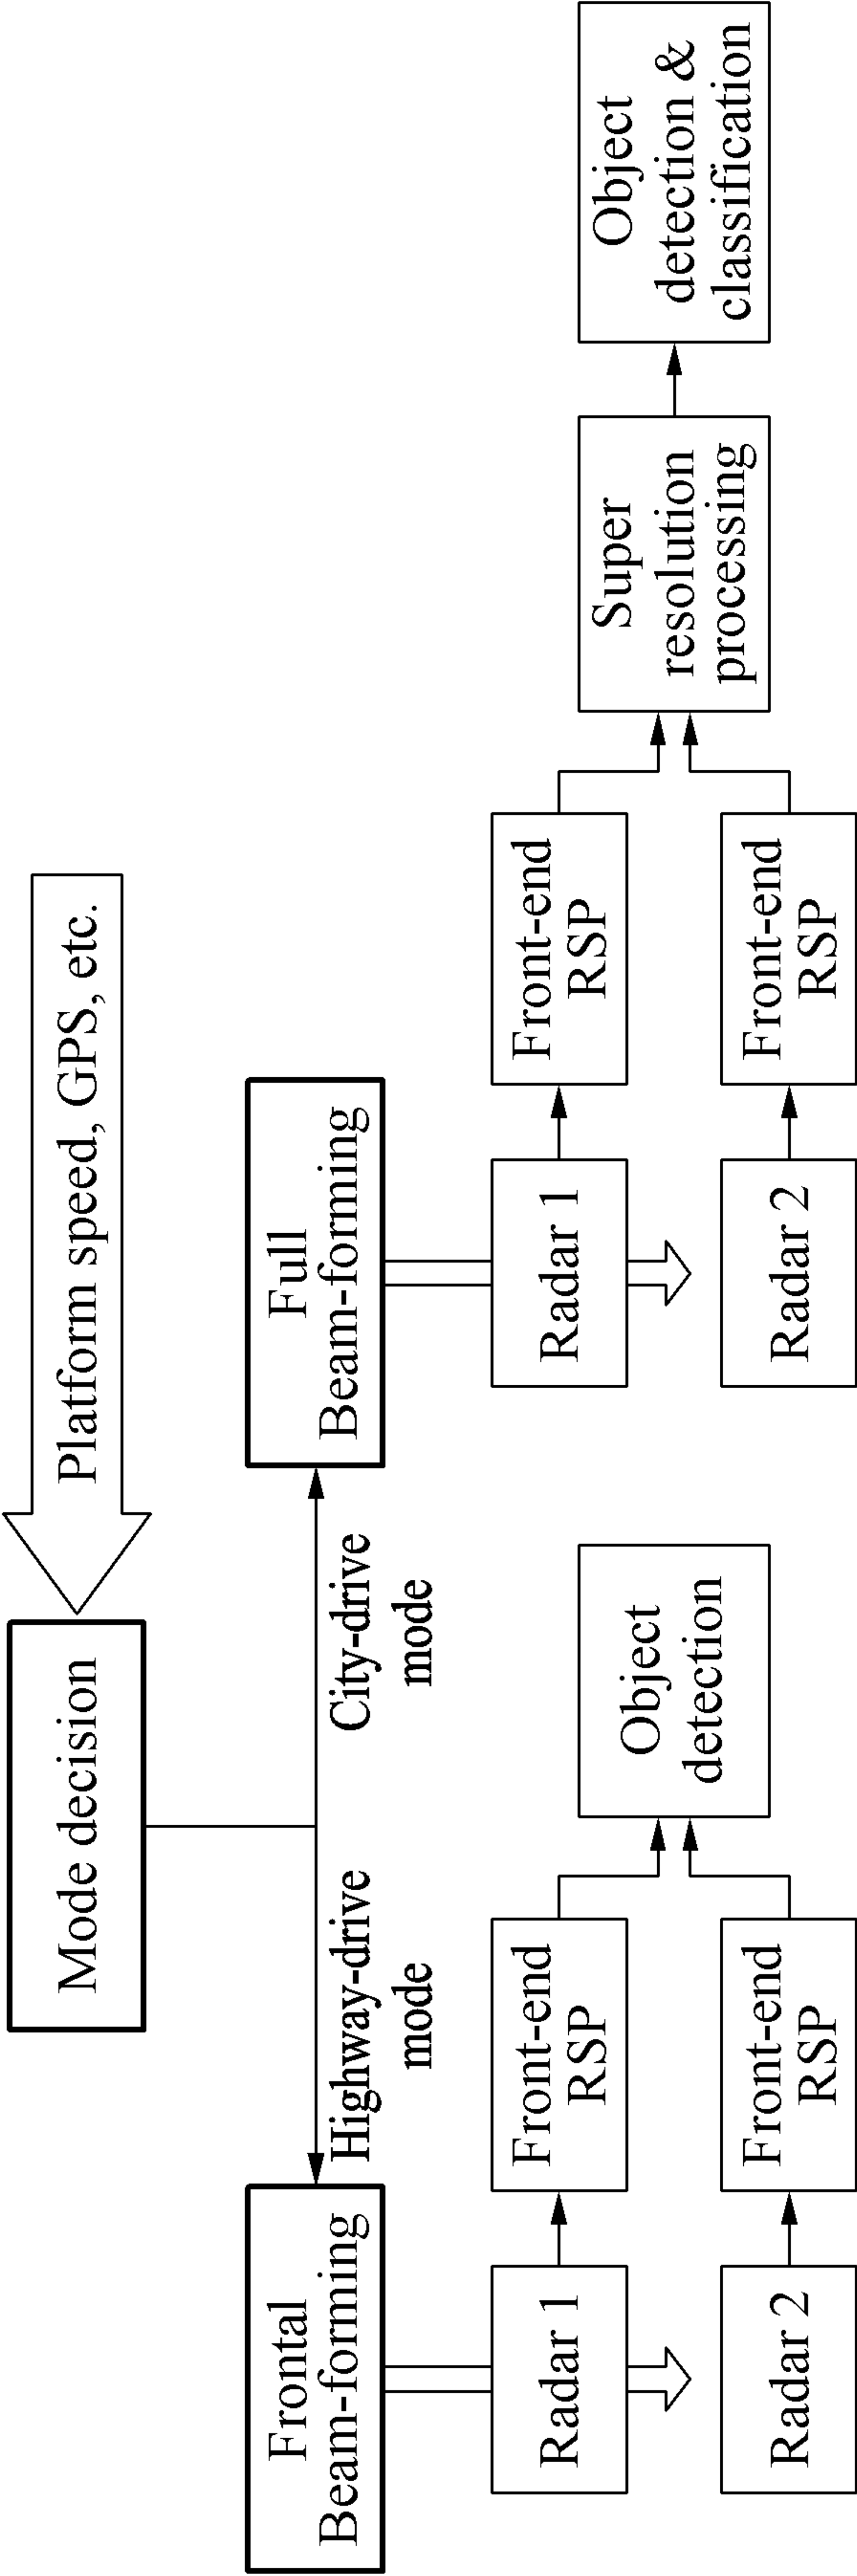 Platform speed, GPS, etc.
Mode decision
Highway-drive
mode
City-drive
mode
Frontal
Beam-forming
Full
Beam-forming
Radar 1
Front-end
RSP
Radar 2
Front-end
RSP
Object
detection
Radar 1
Front-end
RSP
Radar 2
Front-end
RSP
Super
resolution
processing
Object
detection &
classification